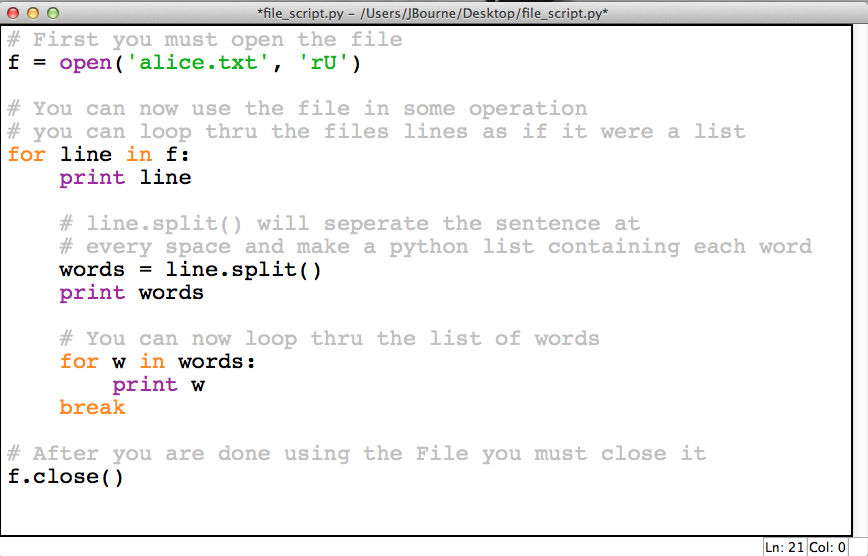 *file_script.py – /Users/JBourne/Desktop/file_script.py*
# First you must open the file
f = open('alice.txt', 'rU')
# You can now use the file in some operation
# you can loop thru the files lines as if it were a list
for line in f:
    print line
    # line.split() will seperate the sentence at
    # every space and make a python list containing each word
    words = line.split()
    print words
    # You can now loop thru the list of words
    for w in words:
        print w
    break
# After you are done using the File you must close it
f.close()
Ln: 21 Col: 0